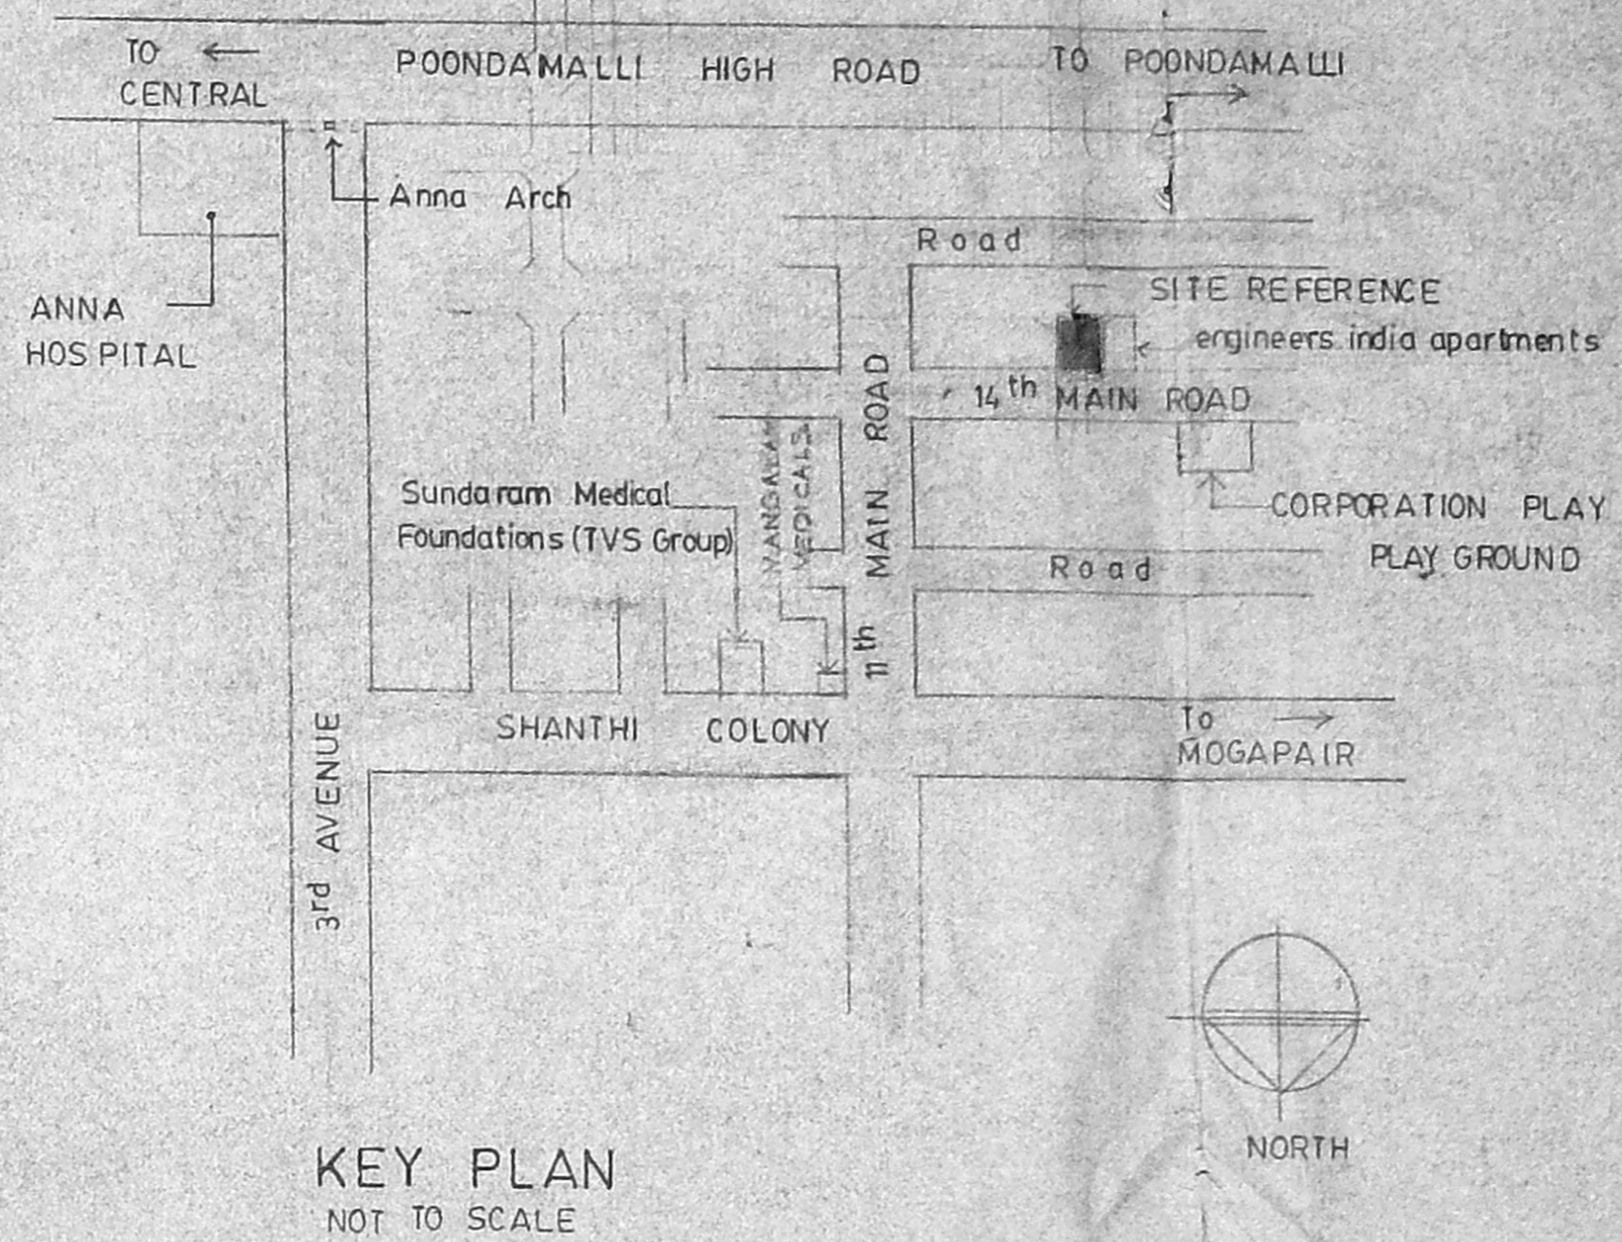 TO
CENTRAL
POONDAMALLI HIGH ROAD
TO POONDAMALLI
Anna Arch
ANNA
HOSPITAL
Road
SITE REFERENCE
engineers india apartments
14th MAIN ROAD
11th MAIN ROAD
MANGALAM
MEDICALS
Sundaram Medical
Foundations (TVS Group)
CORPORATION PLAY
PLAY GROUND
Road
SHANTHI COLONY
To
MOGAPAIR
3rd AVENUE
NORTH
KEY PLAN
NOT TO SCALE